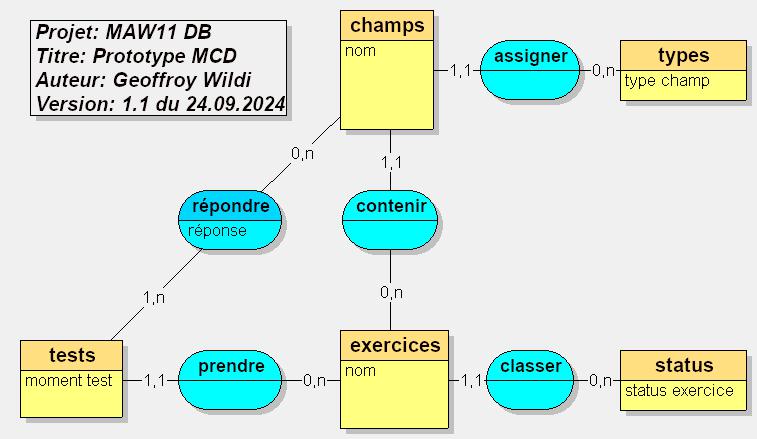 Projet: MAW11 DB
Titre: Prototype MCD
Auteur: Geoffroy Wildi
Version: 1.1 du 24.09.2024
champs
nom
1,1
assigner
0,n
types
type champ
0,n
1,1
répondre
réponse
contenir
1,n
0,n
tests
moment test
1,1
prendre
0,n
exercices
nom
1,1
classer
0,n
status
status exercice